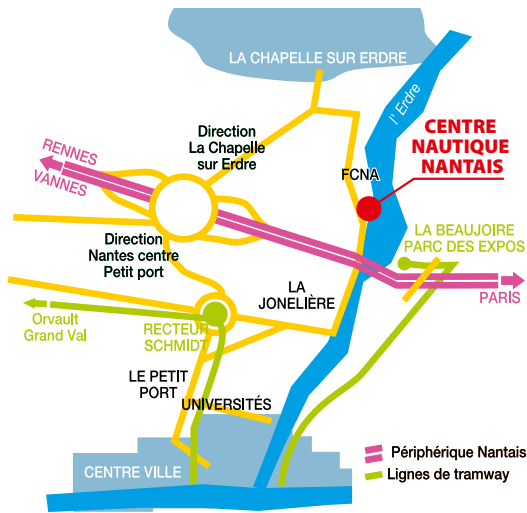 LA CHAPELLE SUR ERDRE
l' Erdre
Direction
La Chapelle
sur Erdre
CENTRE
NAUTIQUE
NANTAIS
RENNES
VANNES
FCNA
LA BEAUJOIRE
PARC DES EXPOS
Direction
Nantes centre
Petit port
PARIS
LA
JONELIÈRE
Orvault
Grand Val
RECTEUR
SCHMIDT
LE PETIT
PORT
UNIVERSITÉS
CENTRE VILLE
Périphérique Nantais
Lignes de tramway